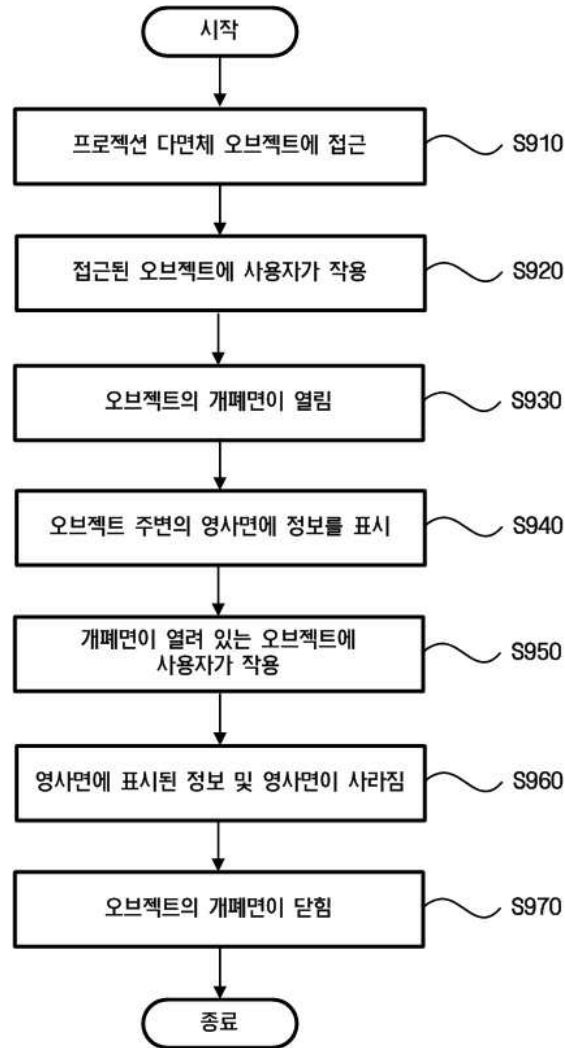 시작
프로젝션 다면체 오브젝트에 접근
S910
접근된 오브젝트에 사용자가 작용
S920
오브젝트의 개폐면이 열림
S930
오브젝트 주변의 영사면에 정보를 표시
S940
개폐면이 열려 있는 오브젝트에
사용자가 작용
S950
영사면에 표시된 정보 및 영사면이 사라짐
S960
오브젝트의 개폐면이 닫힘
S970
종료